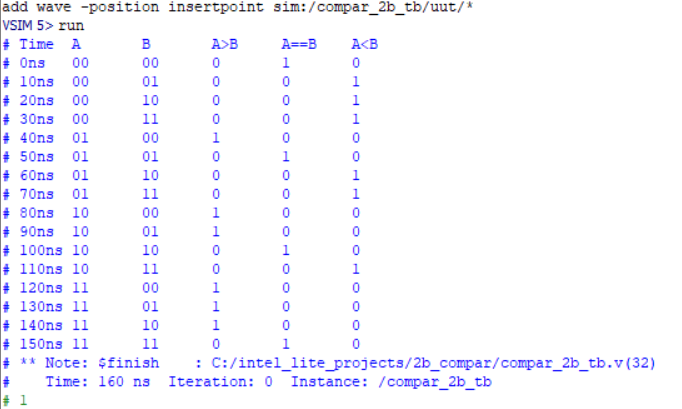 add wave -position insertpoint sim:/compar_2b_tb/uut/*
VSIM 5> run
# Time A B A>B A==B A<B
# 0ns 00 00 0 1 0
# 10ns 00 01 0 0 1
# 20ns 00 10 0 0 1
# 30ns 00 11 0 0 1
# 40ns 01 00 1 0 0
# 50ns 01 01 0 1 0
# 60ns 01 10 0 0 1
# 70ns 01 11 0 0 1
# 80ns 10 00 1 0 0
# 90ns 10 01 1 0 0
# 100ns 10 10 0 1 0
# 110ns 10 11 0 0 1
# 120ns 11 00 1 0 0
# 130ns 11 01 1 0 0
# 140ns 11 10 1 0 0
# 150ns 11 11 0 1 0
# ** Note: $finish : C:/intel_lite_projects/2b_compar/compar_2b_tb.v(32)
# Time: 160 ns Iteration: 0 Instance: /compar_2b_tb
# 1